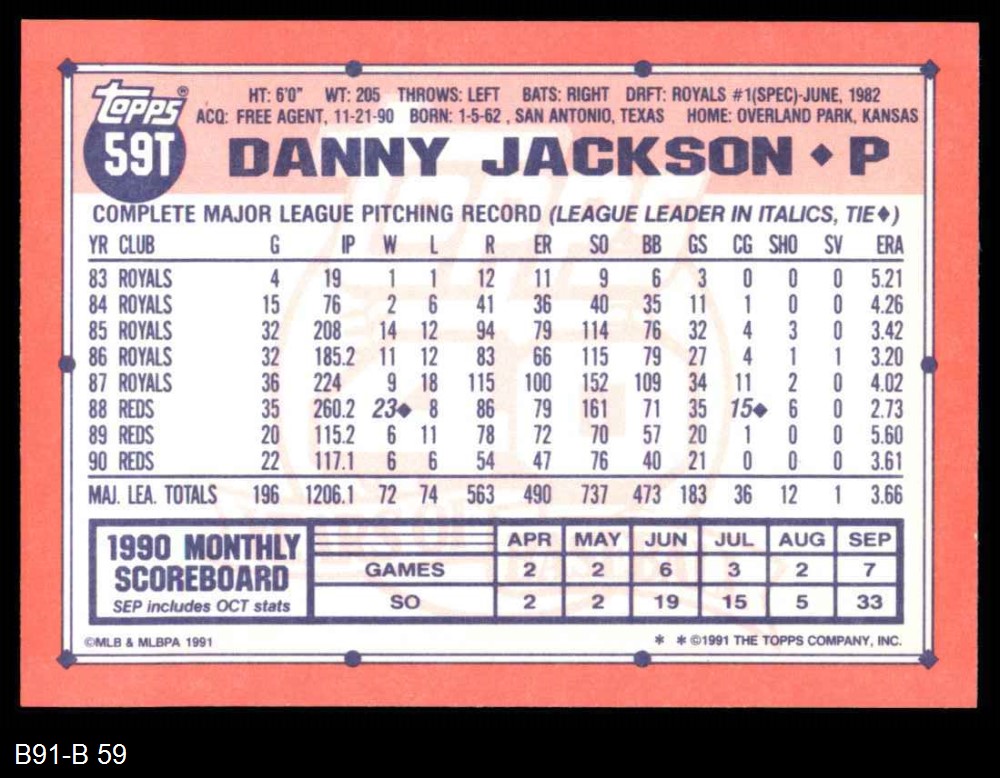 topps®
59T
HT: 6'0" WT: 205 THROWS: LEFT BATS: RIGHT DRFT: ROYALS #1(SPEC)-JUNE, 1982
ACQ: FREE AGENT, 11-21-90 BORN: 1-5-62 , SAN ANTONIO, TEXAS HOME: OVERLAND PARK, KANSAS
DANNY JACKSON ♦ P
COMPLETE MAJOR LEAGUE PITCHING RECORD (LEAGUE LEADER IN ITALICS, TIE♦)
YR CLUB G IP W L R ER SO BB GS CG SHO SV ERA
83 ROYALS 4 19 1 1 12 11 9 6 3 0 0 0 5.21
84 ROYALS 15 76 2 6 41 36 40 35 11 1 0 0 4.26
85 ROYALS 32 208 14 12 94 79 114 76 32 4 3 0 3.42
86 ROYALS 32 185.2 11 12 83 66 115 79 27 4 1 1 3.20
87 ROYALS 36 224 9 18 115 100 152 109 34 11 2 0 4.02
88 REDS 35 260.2 23♦ 8 86 79 161 71 35 15♦ 6 0 2.73
89 REDS 20 115.2 6 11 78 72 70 57 20 1 0 0 5.60
90 REDS 22 117.1 6 6 54 47 76 40 21 0 0 0 3.61
MAJ. LEA. TOTALS 196 1206.1 72 74 563 490 737 473 183 36 12 1 3.66
1990 MONTHLY
SCOREBOARD
SEP includes OCT stats
APR MAY JUN JUL AUG SEP
GAMES 2 2 6 3 2 7
SO 2 2 19 15 5 33
©MLB & MLBPA 1991
* * ©1991 THE TOPPS COMPANY, INC.
B91-B 59